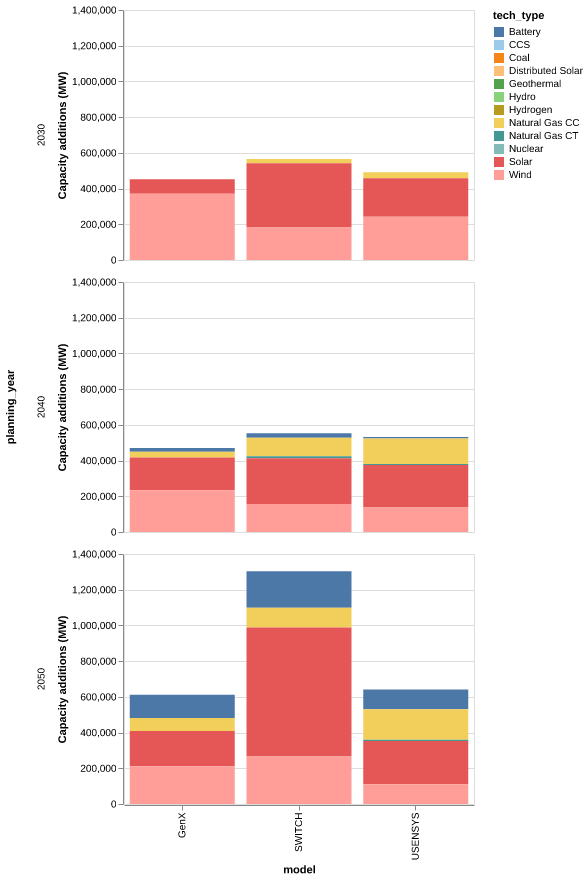 tech_type
Battery
CCS
Coal
Distributed Solar
Geothermal
Hydro
Hydrogen
Natural Gas CC
Natural Gas CT
Nuclear
Solar
Wind
planning_year
2030
Capacity additions (MW)
1,400,000
1,200,000
1,000,000
800,000
600,000
400,000
200,000
0
2040
Capacity additions (MW)
1,400,000
1,200,000
1,000,000
800,000
600,000
400,000
200,000
0
2050
Capacity additions (MW)
1,400,000
1,200,000
1,000,000
800,000
600,000
400,000
200,000
0
GenX
SWITCH
USENSYS
model